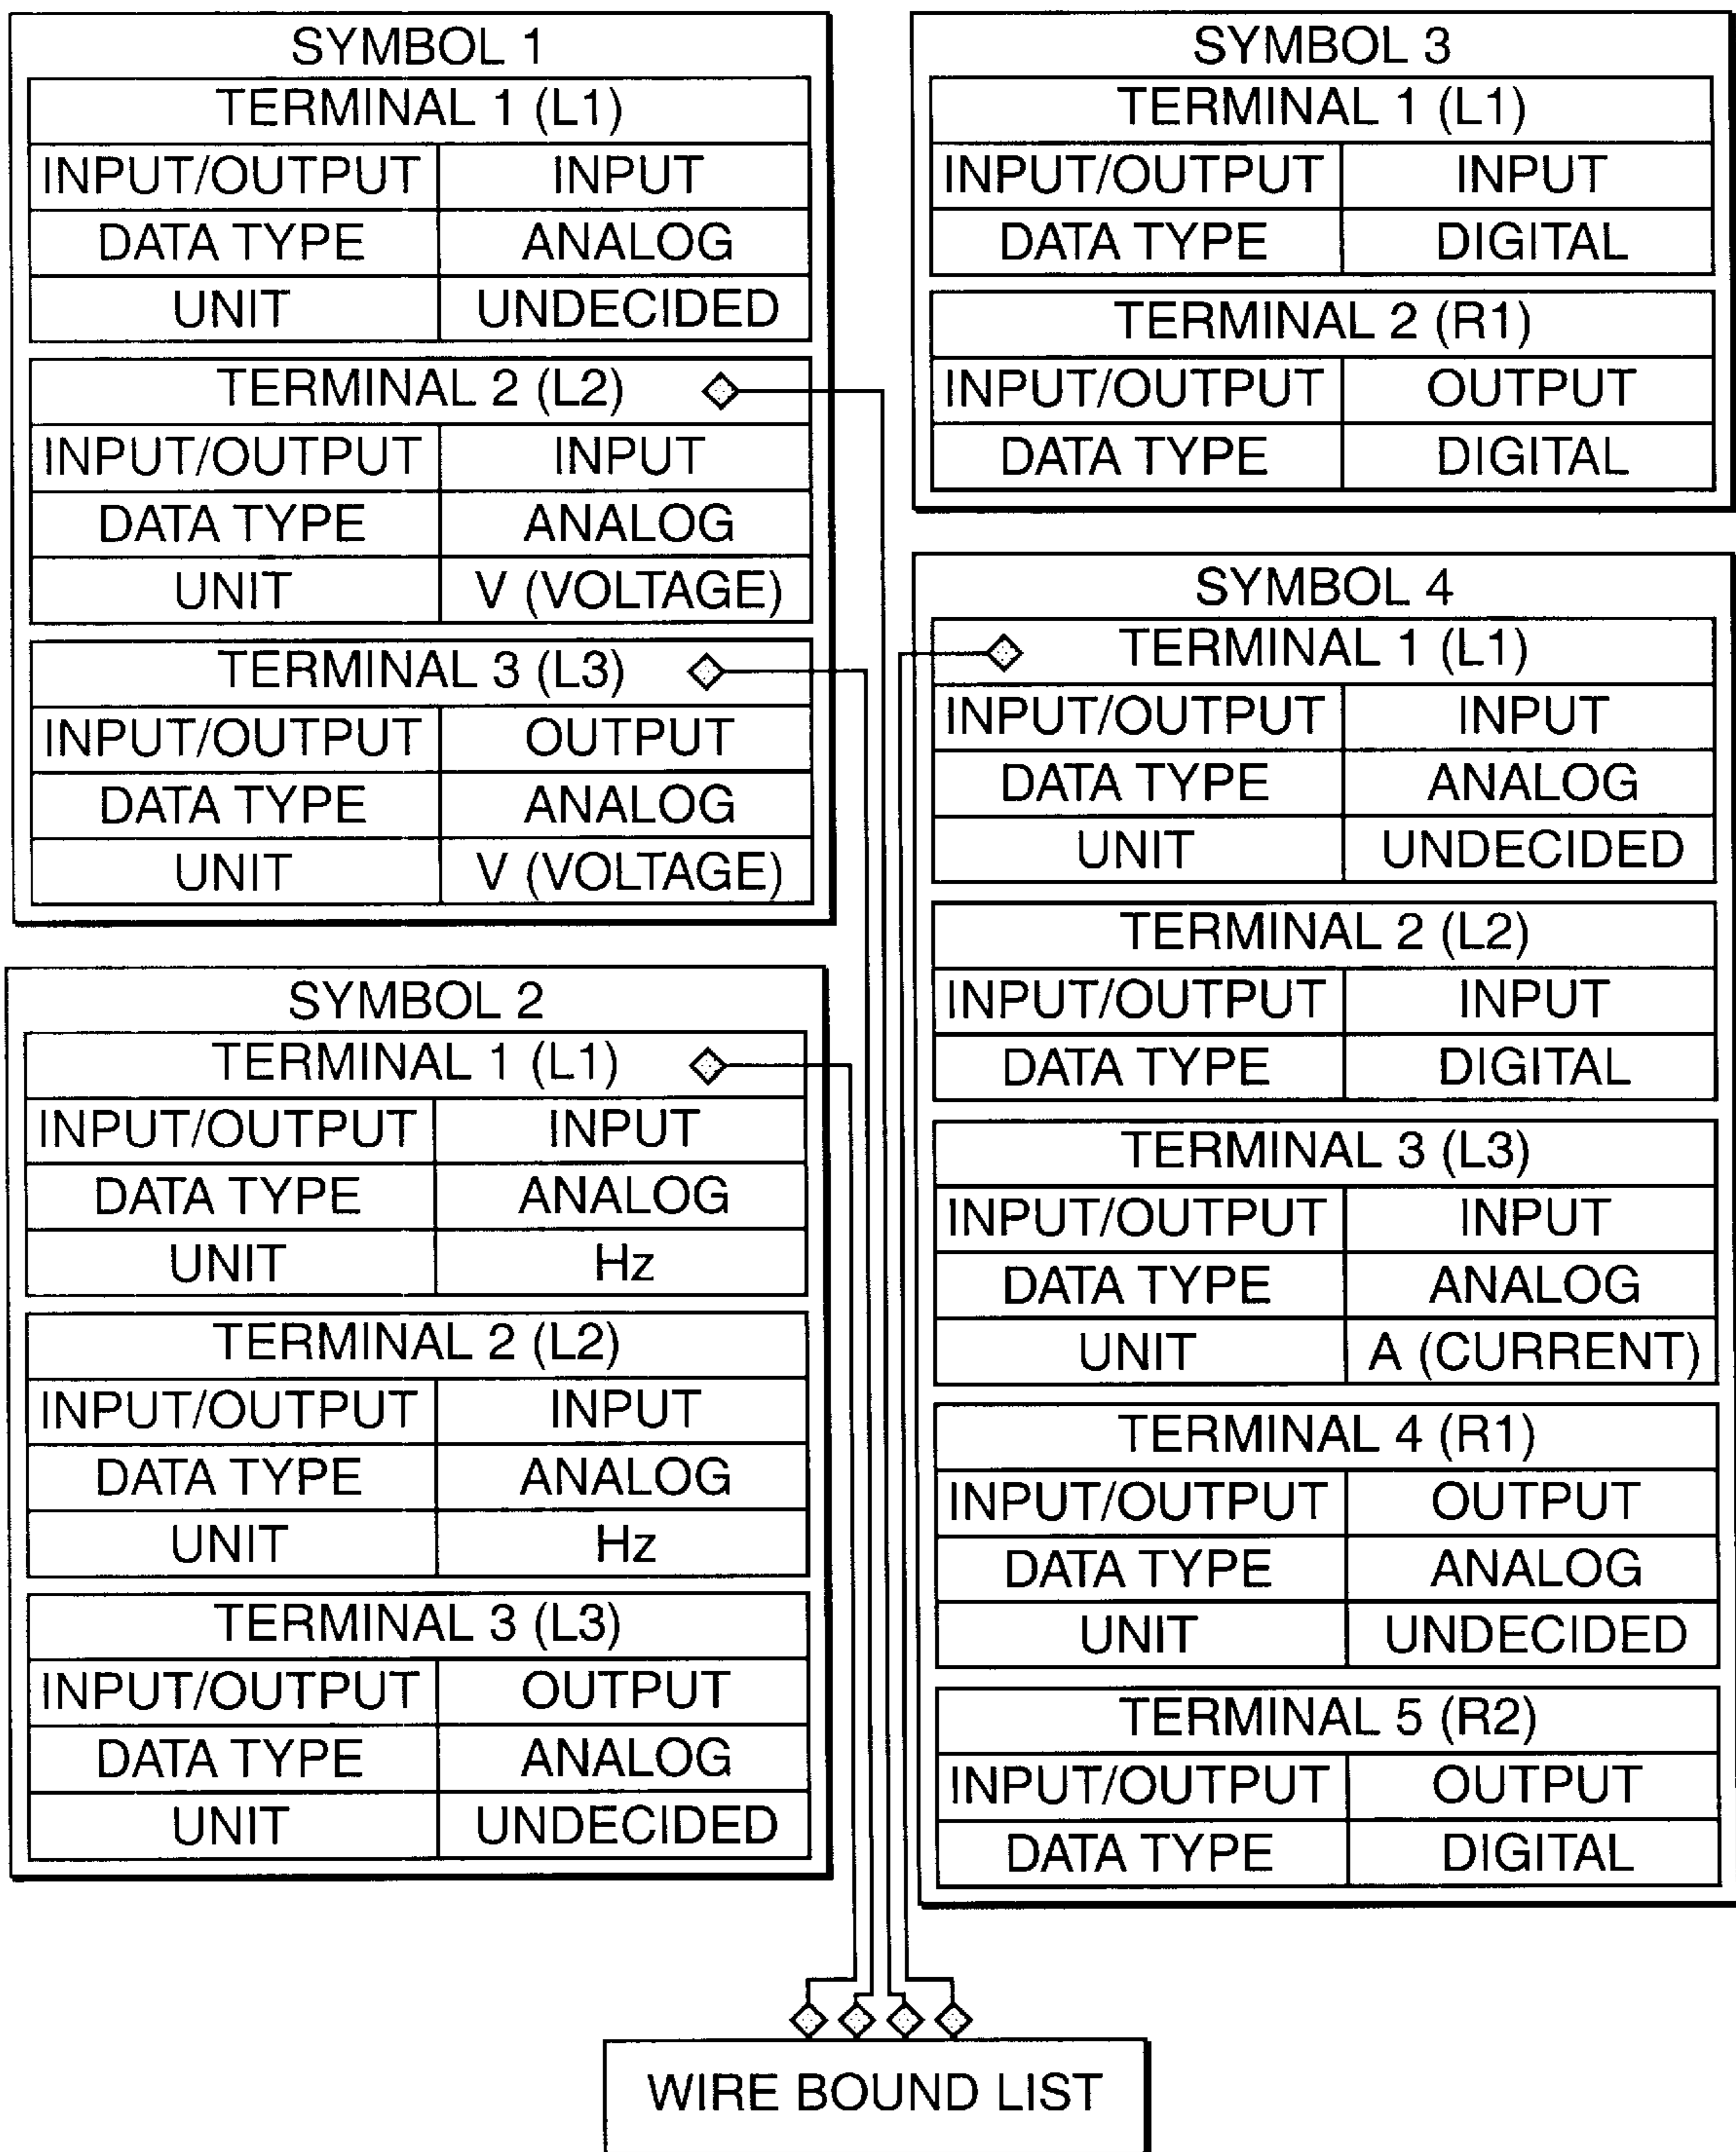 SYMBOL 1
TERMINAL 1 (L1)
INPUT/OUTPUT INPUT
DATA TYPE ANALOG
UNIT UNDECIDED
TERMINAL 2 (L2)
INPUT/OUTPUT INPUT
DATA TYPE ANALOG
UNIT V (VOLTAGE)
TERMINAL 3 (L3)
INPUT/OUTPUT OUTPUT
DATA TYPE ANALOG
UNIT V (VOLTAGE)
SYMBOL 2
TERMINAL 1 (L1)
INPUT/OUTPUT INPUT
DATA TYPE ANALOG
UNIT Hz
TERMINAL 2 (L2)
INPUT/OUTPUT INPUT
DATA TYPE ANALOG
UNIT Hz
TERMINAL 3 (L3)
INPUT/OUTPUT OUTPUT
DATA TYPE ANALOG
UNIT UNDECIDED
SYMBOL 3
TERMINAL 1 (L1)
INPUT/OUTPUT INPUT
DATA TYPE DIGITAL
TERMINAL 2 (R1)
INPUT/OUTPUT OUTPUT
DATA TYPE DIGITAL
SYMBOL 4
TERMINAL 1 (L1)
INPUT/OUTPUT INPUT
DATA TYPE ANALOG
UNIT UNDECIDED
TERMINAL 2 (L2)
INPUT/OUTPUT INPUT
DATA TYPE DIGITAL
TERMINAL 3 (L3)
INPUT/OUTPUT INPUT
DATA TYPE ANALOG
UNIT A (CURRENT)
TERMINAL 4 (R1)
INPUT/OUTPUT OUTPUT
DATA TYPE ANALOG
UNIT UNDECIDED
TERMINAL 5 (R2)
INPUT/OUTPUT OUTPUT
DATA TYPE DIGITAL
WIRE BOUND LIST